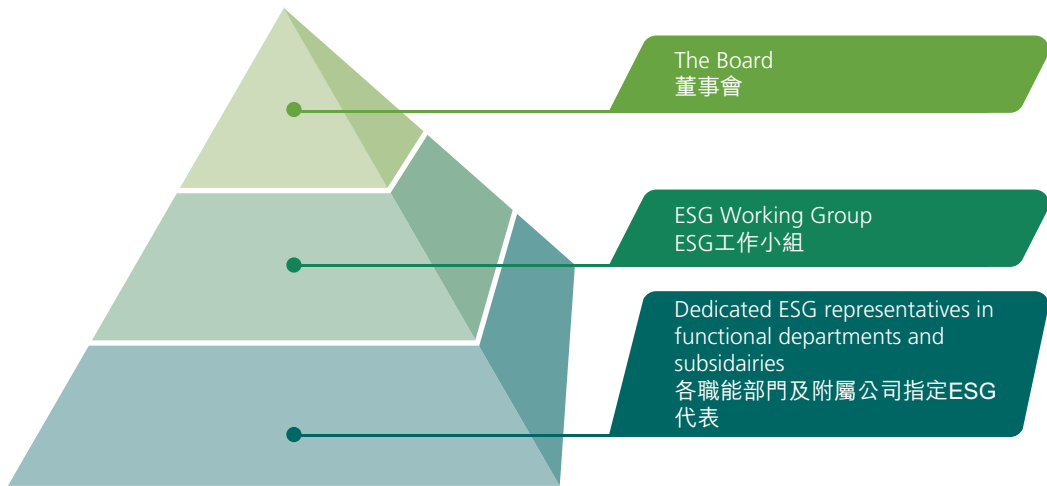 The Board
董事會
ESG Working Group
ESG工作小組
Dedicated ESG representatives in
functional departments and
subsidairies
各職能部門及附屬公司指定ESG
代表